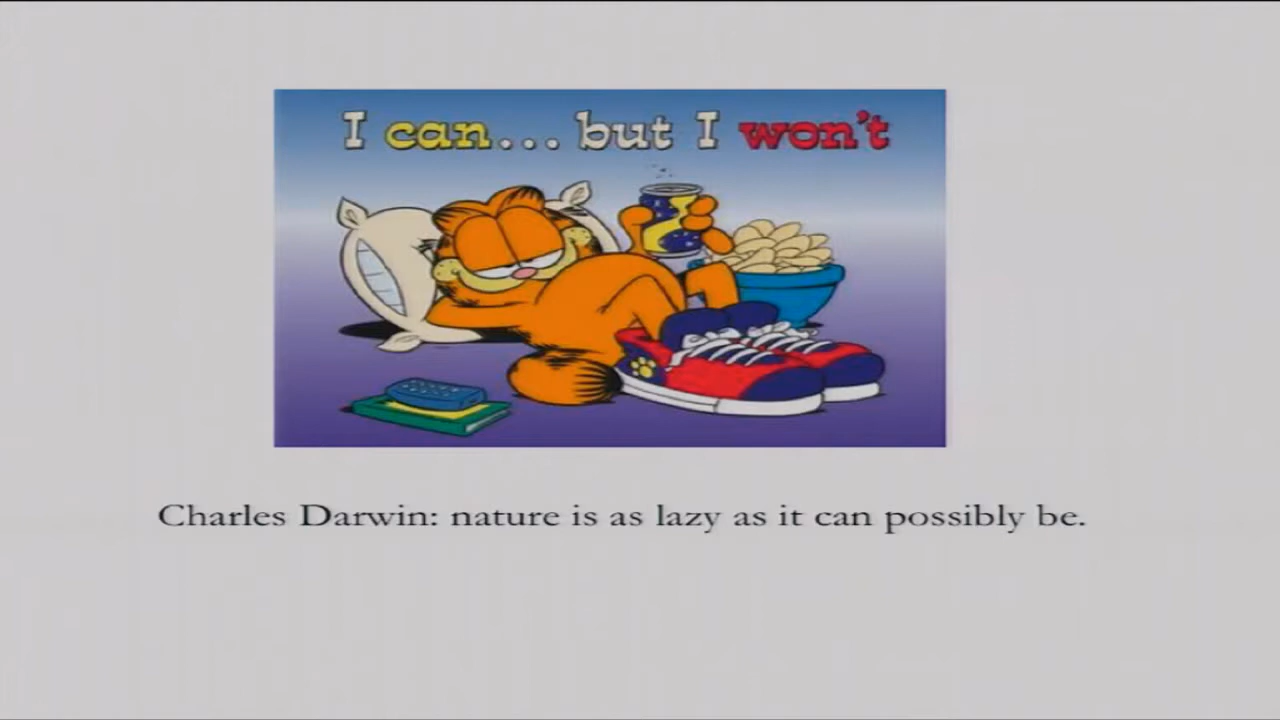 I can... but I won't
Charles Darwin: nature is as lazy as it can possibly be.